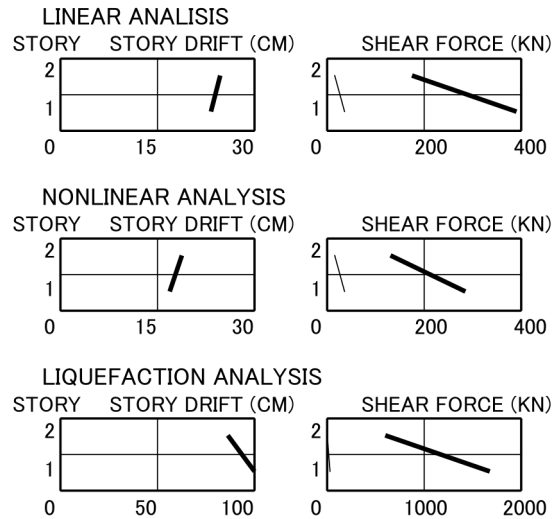 LINEAR ANALISIS
STORY STORY DRIFT (CM) SHEAR FORCE (KN)
2 2
1 1
0 15 30 0 200 400
NONLINEAR ANALYSIS
STORY STORY DRIFT (CM) SHEAR FORCE (KN)
2 2
1 1
0 15 30 0 200 400
LIQUEFACTION ANALYSIS
STORY STORY DRIFT (CM) SHEAR FORCE (KN)
2 2
1 1
0 50 100 0 1000 2000